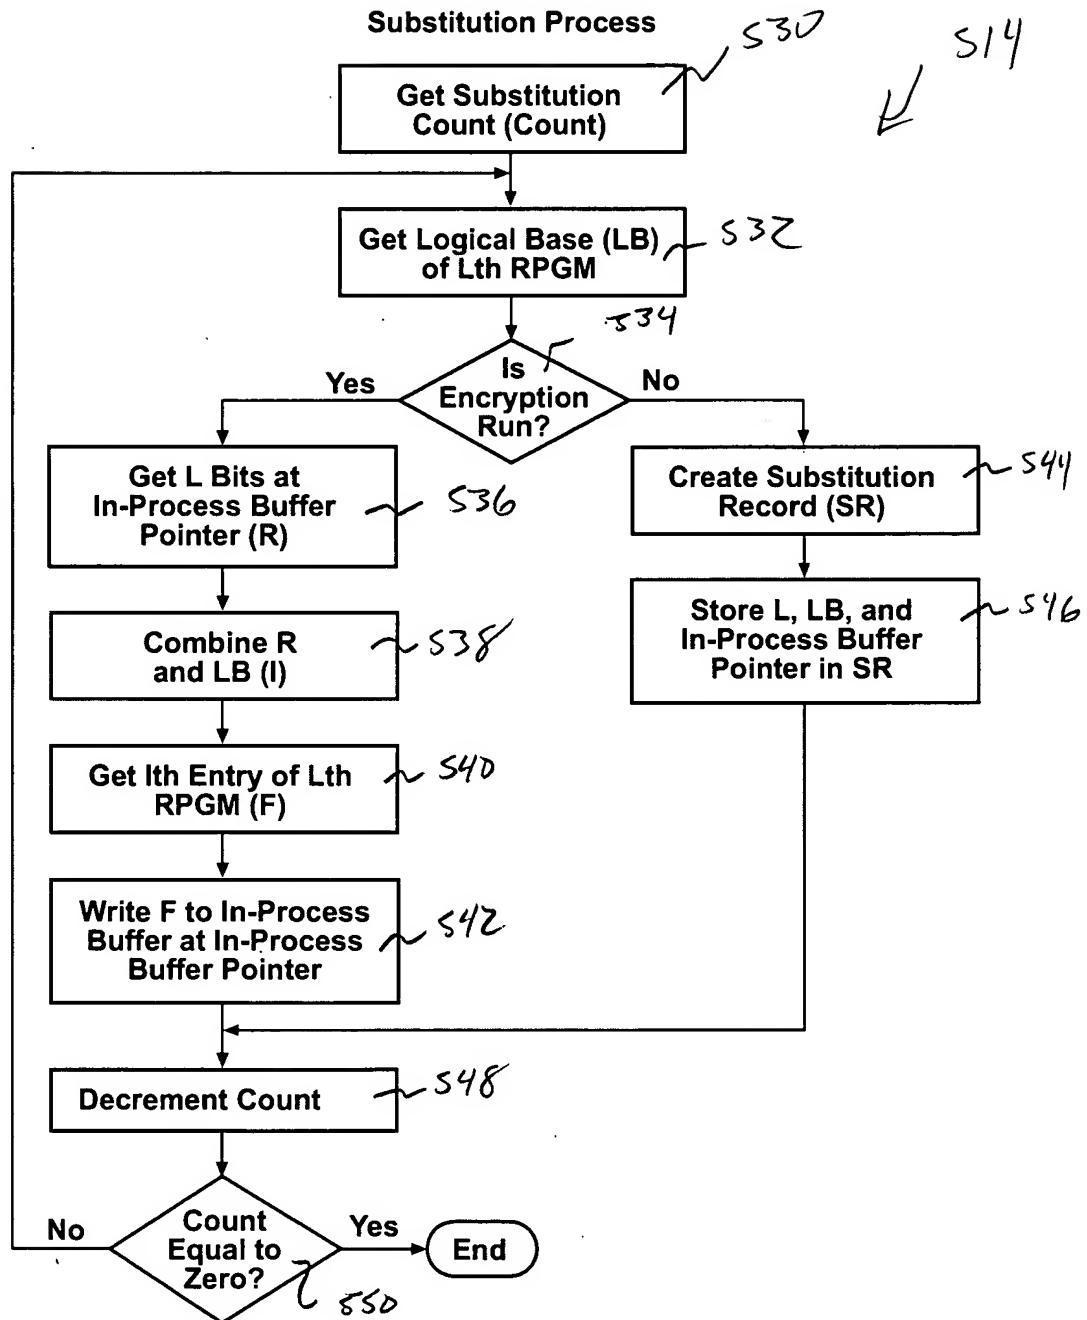 Substitution Process
530
514
Get Substitution
Count (Count)
Get Logical Base (LB)
of Lth RPGM
532
534
Is
Encryption
Run?
Yes
No
Get L Bits at
In-Process Buffer
Pointer (R)
536
Create Substitution
Record (SR)
544
Combine R
and LB (I)
538
Store L, LB, and
In-Process Buffer
Pointer in SR
546
Get Ith Entry of Lth
RPGM (F)
540
Write F to In-Process
Buffer at In-Process
Buffer Pointer
542
Decrement Count
548
Count
Equal to
Zero?
No
Yes
End
550